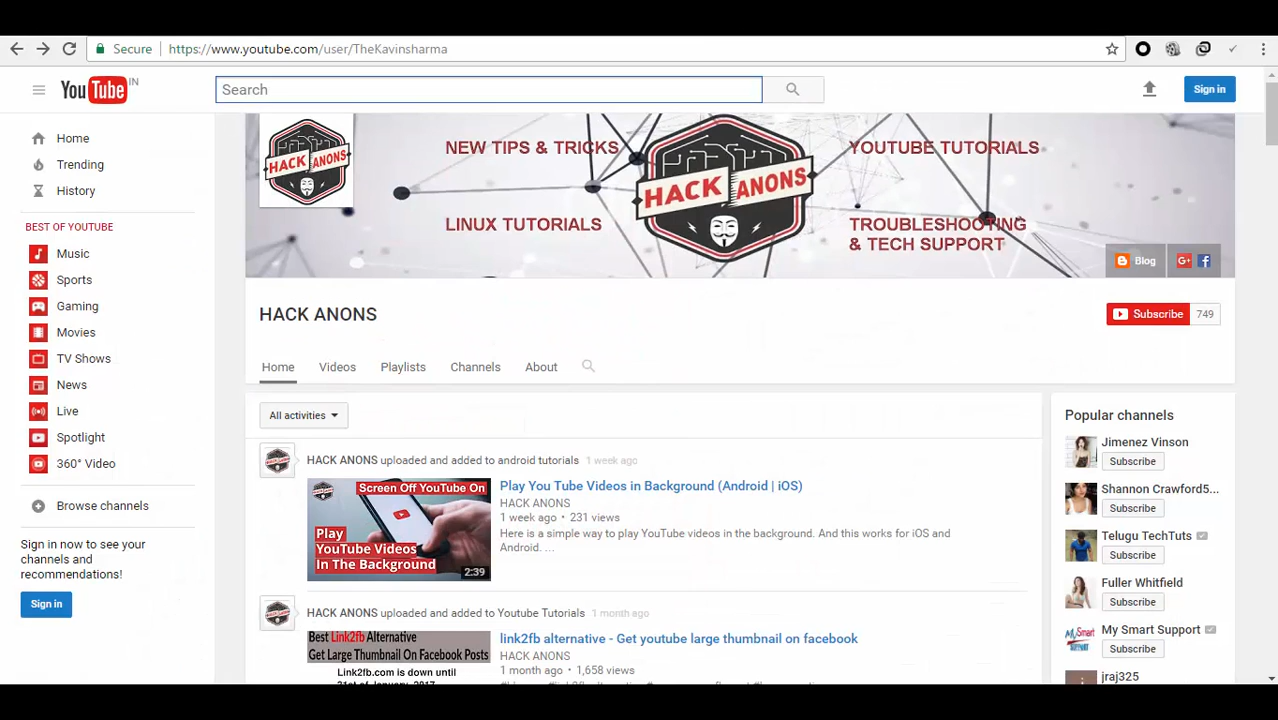 Secure
https://www.youtube.com/user/TheKavinsharma
YouTube IN
Search
Sign in
Home
Trending
History
BEST OF YOUTUBE
Music
Sports
Gaming
Movies
TV Shows
News
Live
Spotlight
360° Video
Browse channels
Sign in now to see your
channels and
recommendations!
Sign in
HACK ANONS
NEW TIPS & TRICKS
LINUX TUTORIALS
HACK ANONS
YOUTUBE TUTORIALS
TROUBLESHOOTING
& TECH SUPPORT
Blog
HACK ANONS
Subscribe 749
Home Videos Playlists Channels About
All activities
HACK ANONS uploaded and added to android tutorials 1 week ago
Screen Off YouTube On
Play
YouTube Videos
In The Background
2:39
Play You Tube Videos in Background (Android | iOS)
HACK ANONS
1 week ago • 231 views
Here is a simple way to play YouTube videos in the background. And this works for iOS and
Android. ...
HACK ANONS uploaded and added to Youtube Tutorials 1 month ago
Best Link2fb Alternative
Get Large Thumbnail On Facebook Posts
Link2fb.com is down until
link2fb alternative - Get youtube large thumbnail on facebook
HACK ANONS
1 month ago • 1,658 views
Popular channels
Jimenez Vinson
Subscribe
Shannon Crawford5...
Subscribe
Telugu TechTuts
Subscribe
Fuller Whitfield
Subscribe
My Smart Support
Subscribe
jraj325